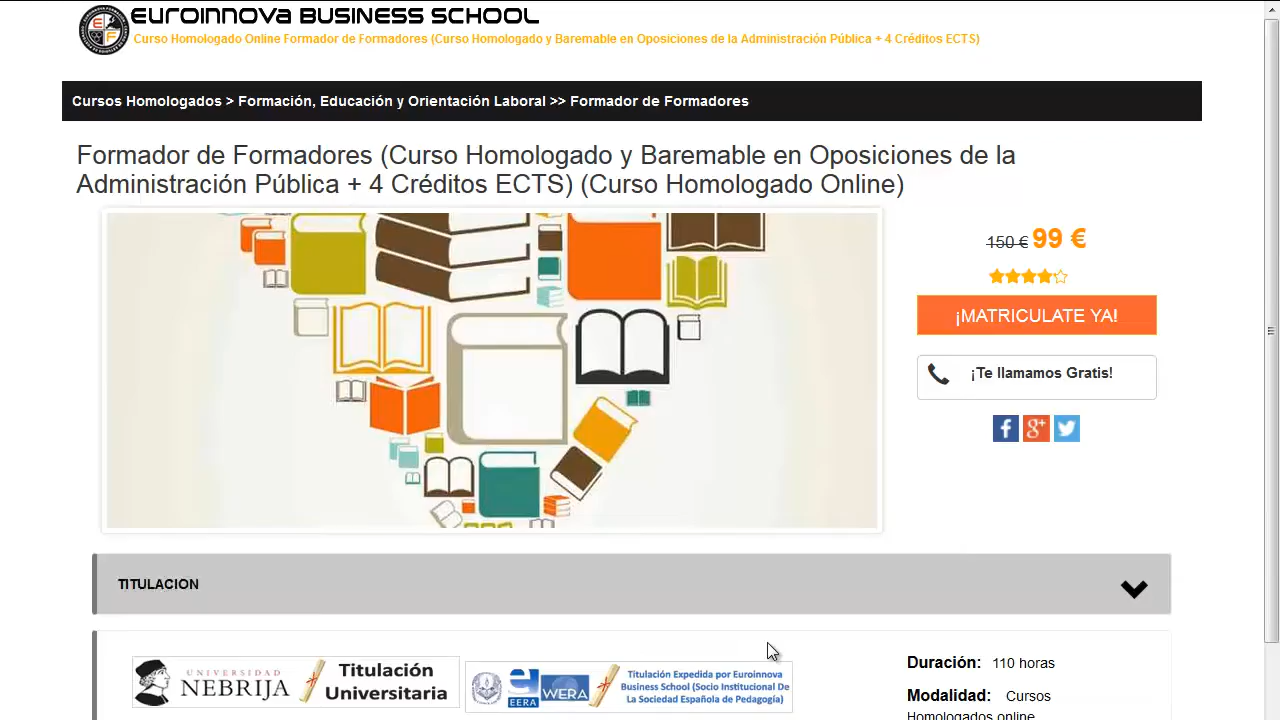 EUROINNOVA BUSINESS SCHOOL
Curso Homologado Online Formador de Formadores (Curso Homologado y Baremable en Oposiciones de la Administración Pública + 4 Créditos ECTS)
Cursos Homologados > Formación, Educación y Orientación Laboral >> Formador de Formadores
Formador de Formadores (Curso Homologado y Baremable en Oposiciones de la
Administración Pública + 4 Créditos ECTS) (Curso Homologado Online)
150 € 99 €
¡MATRICULATE YA!
¡Te llamamos Gratis!
TITULACION
UNIVERSIDAD
NEBRIJA
Titulación
Universitaria
EERA
WERA
Titulación Expedida por Euroinnova
Business School (Socio Institucional De
La Sociedad Española de Pedagogía)
Duración: 110 horas
Modalidad: Cursos
Homologados online